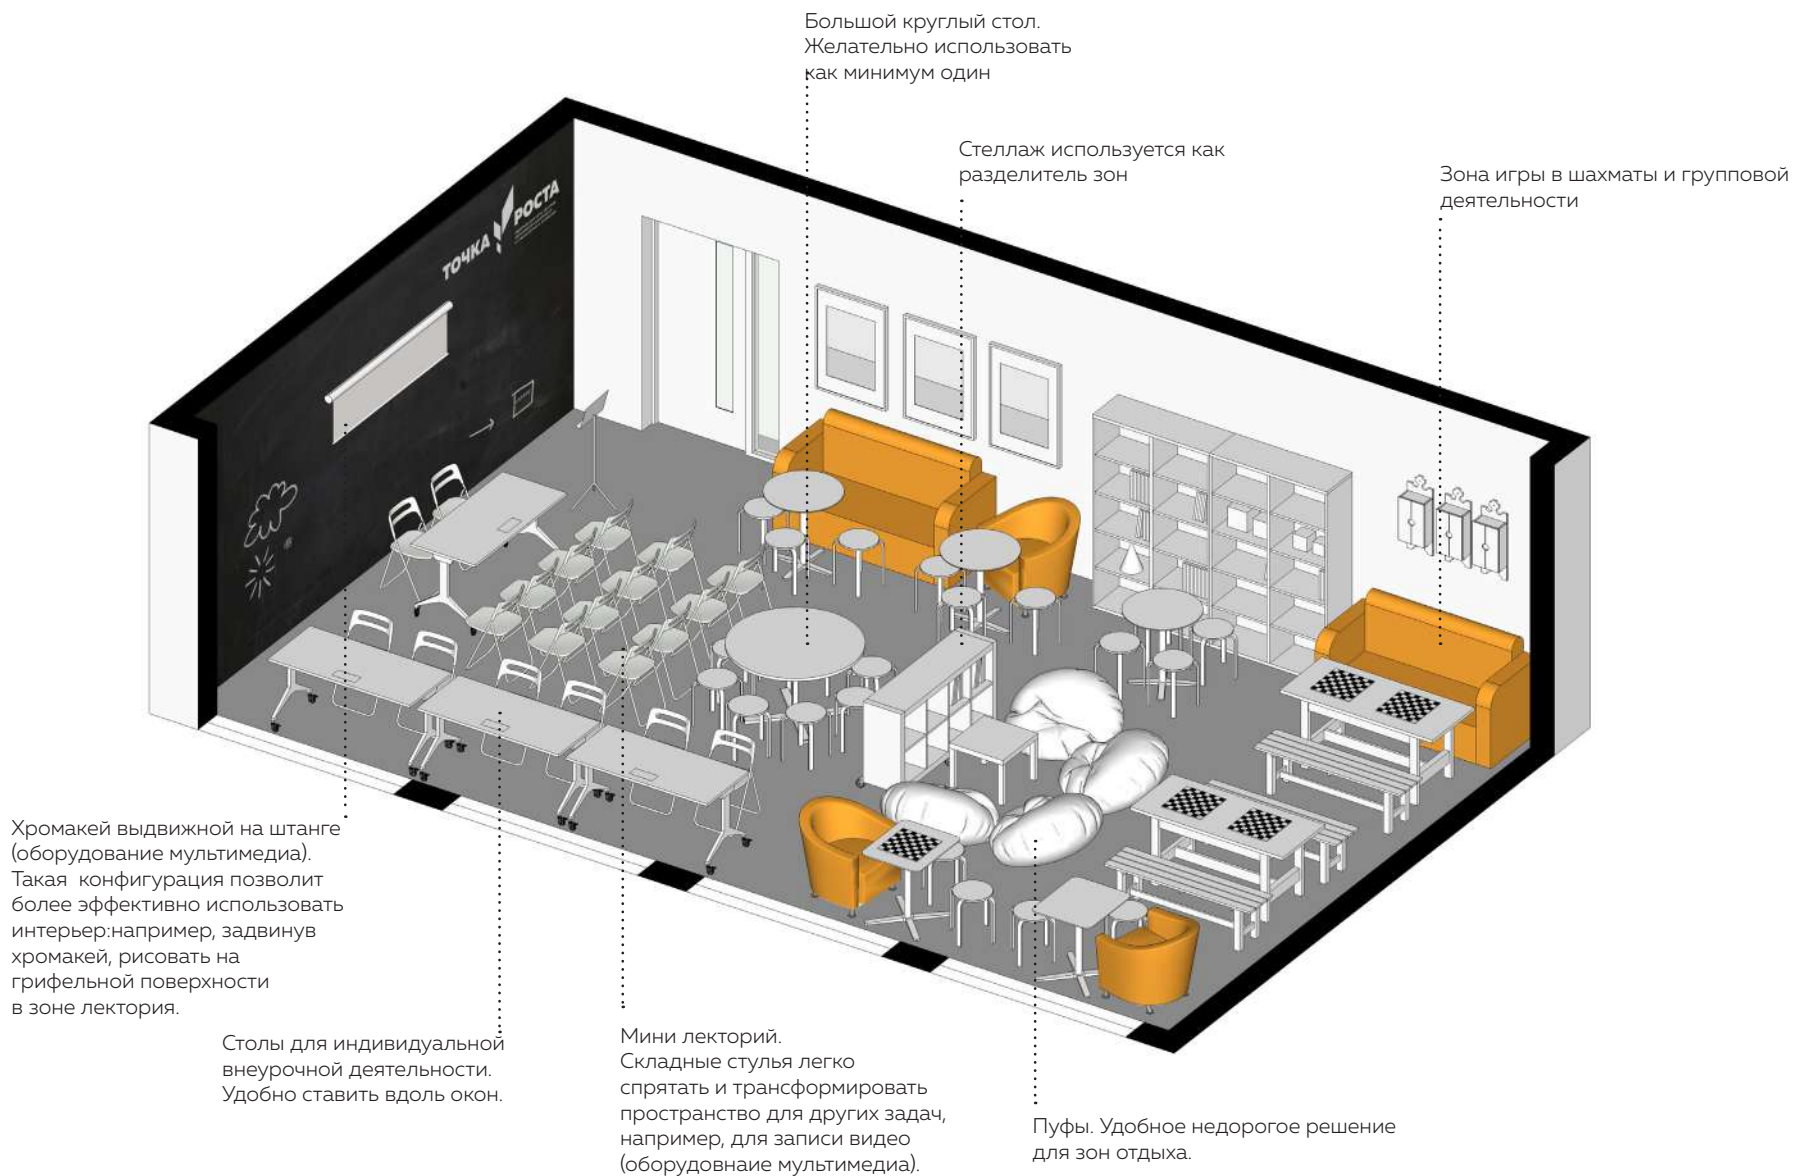 Большой круглый стол.
Желательно использовать
как минимум один
Стеллаж используется как
разделитель зон
Зона игры в шахматы и групповой
деятельности
ТОЧКА РОСТА
Хромакей выдвижной на штанге
(оборудование мультимедиа).
Такая конфигурация позволит
более эффективно использовать
интерьер:например, задвинув
хромакей, рисовать на
грифельной поверхности
в зоне лектория.
Столы для индивидуальной
внеурочной деятельности.
Удобно ставить вдоль окон.
Мини лекторий.
Складные стулья легко
спрятать и трансформировать
пространство для других задач,
например, для записи видео
(оборудовнаие мультимедиа).
Пуфы. Удобное недорогое решение
для зон отдыха.